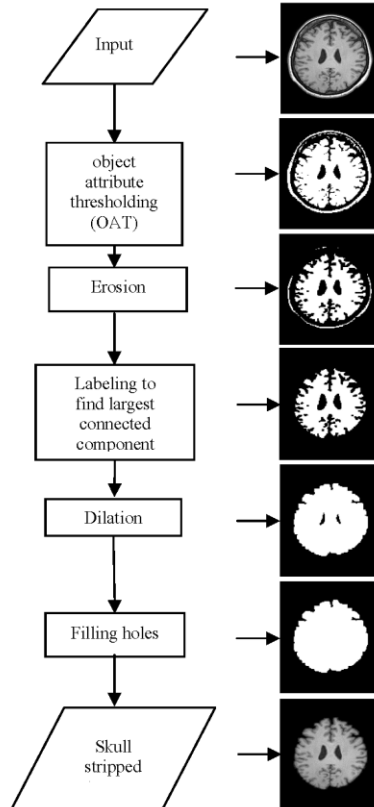 Input
object
attribute
thresholding
(OAT)
Erosion
Labeling to
find largest
connected
component
Dilation
Filling holes
Skull
stripped